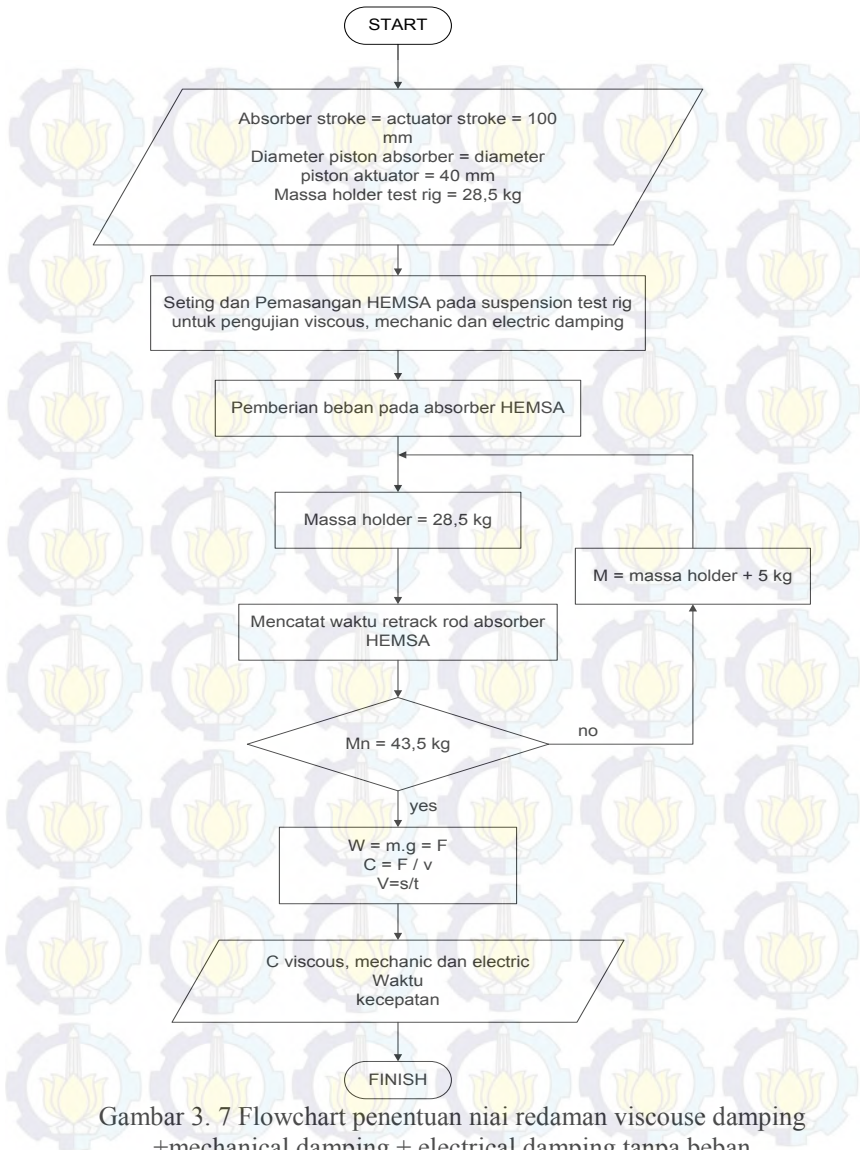 START
Absorber stroke = actuator stroke = 100
mm
Diameter piston absorber = diameter
piston aktuator = 40 mm
Massa holder test rig = 28,5 kg
Seting dan Pemasangan HEMSA pada suspension test rig
untuk pengujian viscous, mechanic dan electric damping
Pemberian beban pada absorber HEMSA
Massa holder = 28,5 kg
M = massa holder + 5 kg
Mencatat waktu retrack rod absorber
HEMSA
Mn = 43,5 kg
no
yes
W = m.g = F
C = F / v
V=s/t
C viscous, mechanic dan electric
Waktu
kecepatan
FINISH
Gambar 3. 7 Flowchart penentuan niai redaman viscouse damping
+mechanical damping + electrical damping tanpa beban